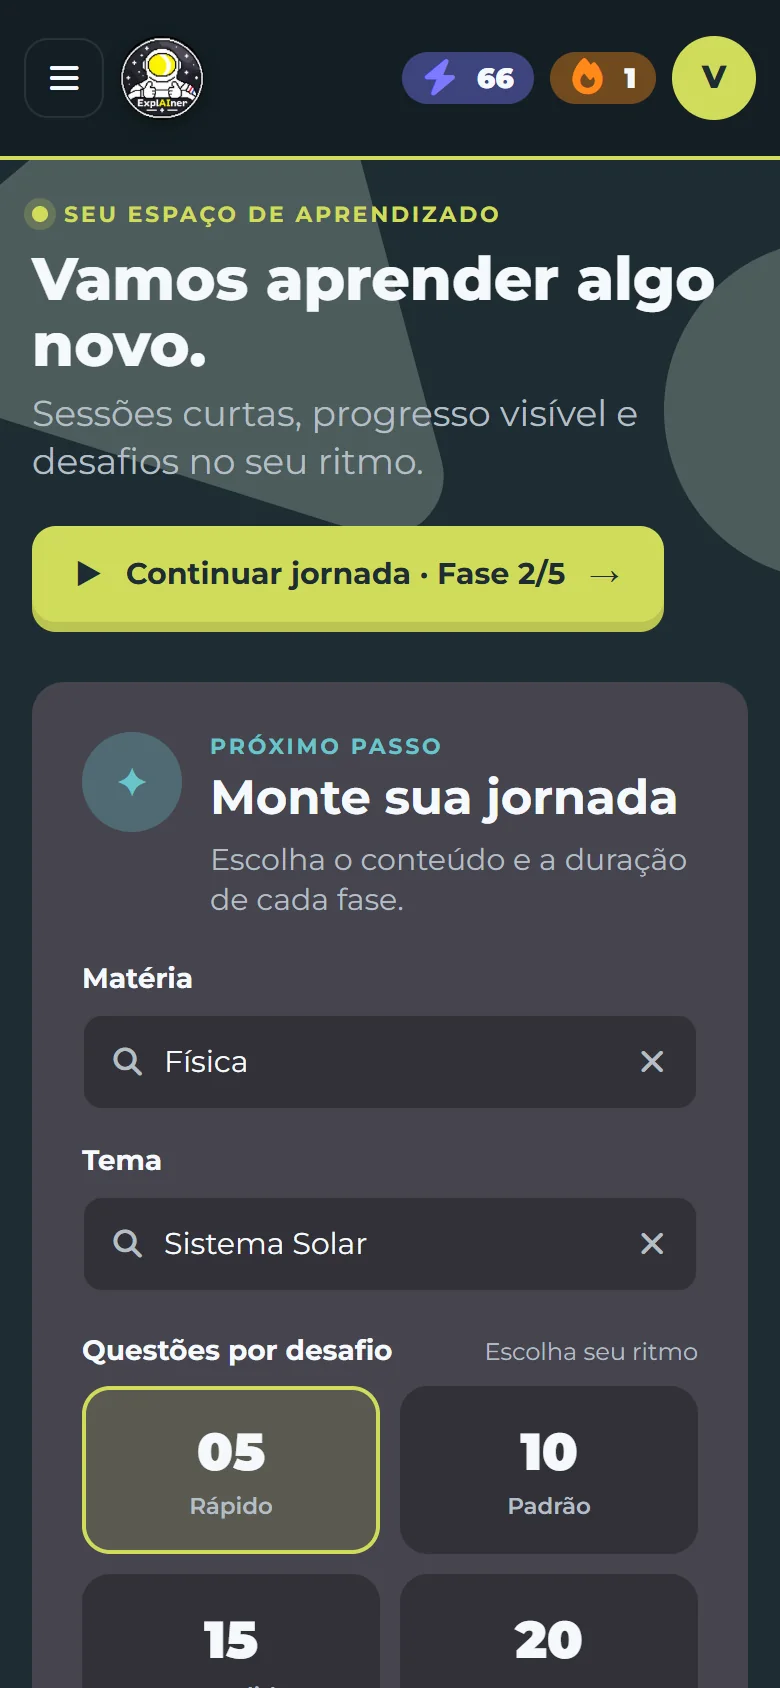 ExplAIner
66
1
V
SEU ESPAÇO DE APRENDIZADO
Vamos aprender algo
novo.
Sessões curtas, progresso visível e
desafios no seu ritmo.
Continuar jornada · Fase 2/5 →
PRÓXIMO PASSO
Monte sua jornada
Escolha o conteúdo e a duração
de cada fase.
Matéria
Física
Tema
Sistema Solar
Questões por desafio
Escolha seu ritmo
05
10
Rápido
Padrão
15
20